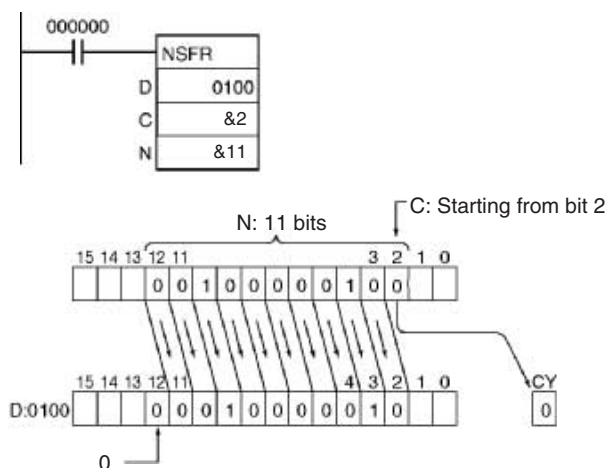 000000
NSFR
D 0100
C &2
N &11
C: Starting from bit 2
N: 11 bits
15 14 13 12 11 3 2 1 0
0 0 1 0 0 0 0 0 1 0 0
15 14 13 12 11 4 3 2 1 0 CY
D:0100 0 0 0 1 0 0 0 0 0 1 0 0
0